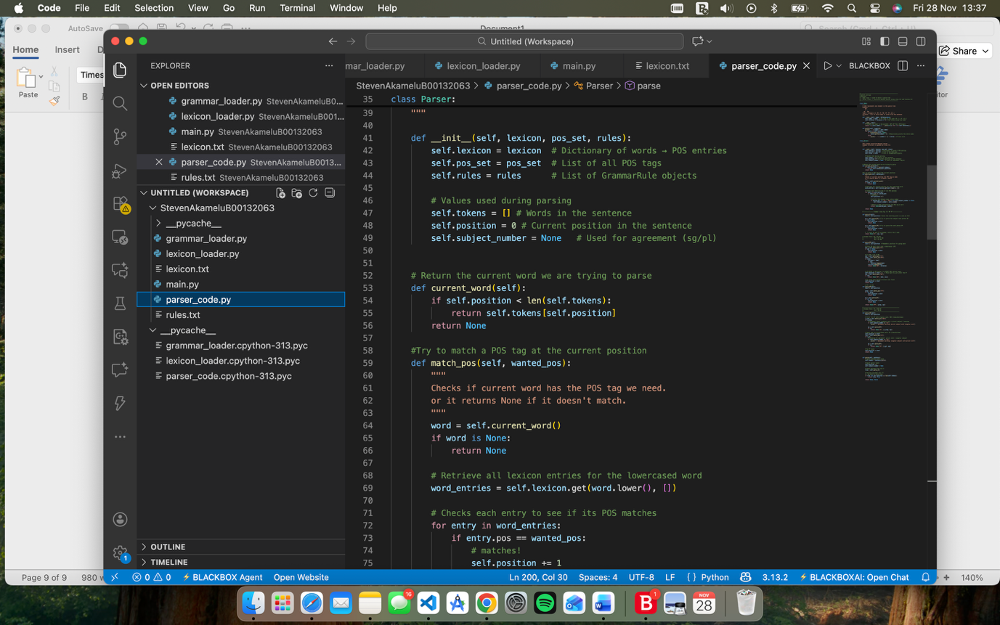 Code File Edit Selection View Go Run Terminal Window Help Fri 28 Nov 13:37
AutoSave Document1 Search (Cmd + Ctrl + U)
Home Insert D Share
Paste Times B I
Untitled (Workspace)
EXPLORER
OPEN EDITORS
grammar_loader.py StevenAkameluB0...
lexicon_loader.py StevenAkameluB001...
main.py StevenAkameluB00132063
lexicon.txt StevenAkameluB00132063
parser_code.py StevenAkameluB0013...
rules.txt StevenAkameluB00132063
UNTITLED (WORKSPACE)
StevenAkameluB00132063
__pycache__
grammar_loader.py
lexicon_loader.py
lexicon.txt
main.py
parser_code.py
rules.txt
__pycache__
grammar_loader.cpython-313.pyc
lexicon_loader.cpython-313.pyc
parser_code.cpython-313.pyc
OUTLINE
TIMELINE
mar_loader.py lexicon_loader.py main.py lexicon.txt parser_code.py BLACKBOX
StevenAkameluB00132063 > parser_code.py > Parser > parse
35 class Parser:
39 """
40
41 def __init__(self, lexicon, pos_set, rules):
42 self.lexicon = lexicon # Dictionary of words → POS entries
43 self.pos_set = pos_set # List of all POS tags
44 self.rules = rules # List of GrammarRule objects
45
46 # Values used during parsing
47 self.tokens = [] # Words in the sentence
48 self.position = 0 # Current position in the sentence
49 self.subject_number = None # Used for agreement (sg/pl)
50
51
52 # Return the current word we are trying to parse
53 def current_word(self):
54 if self.position < len(self.tokens):
55 return self.tokens[self.position]
56 return None
57
58 #Try to match a POS tag at the current position
59 def match_pos(self, wanted_pos):
60 """
61 Checks if current word has the POS tag we need.
62 or it returns None if it doesn't match.
63 """
64 word = self.current_word()
65 if word is None:
66 return None
67
68 # Retrieve all lexicon entries for the lowercased word
69 word_entries = self.lexicon.get(word.lower(), [])
70
71 # Checks each entry to see if its POS matches
72 for entry in word_entries:
73 if entry.pos == wanted_pos:
74 # matches!
75 self.position += 1
0 0 BLACKBOX Agent Open Website Ln 200, Col 30 Spaces: 4 UTF-8 LF { } Python 3.13.2 BLACKBOXAI: Open Chat
Page 9 of 9 980 w 140%
16 1 NOV 28